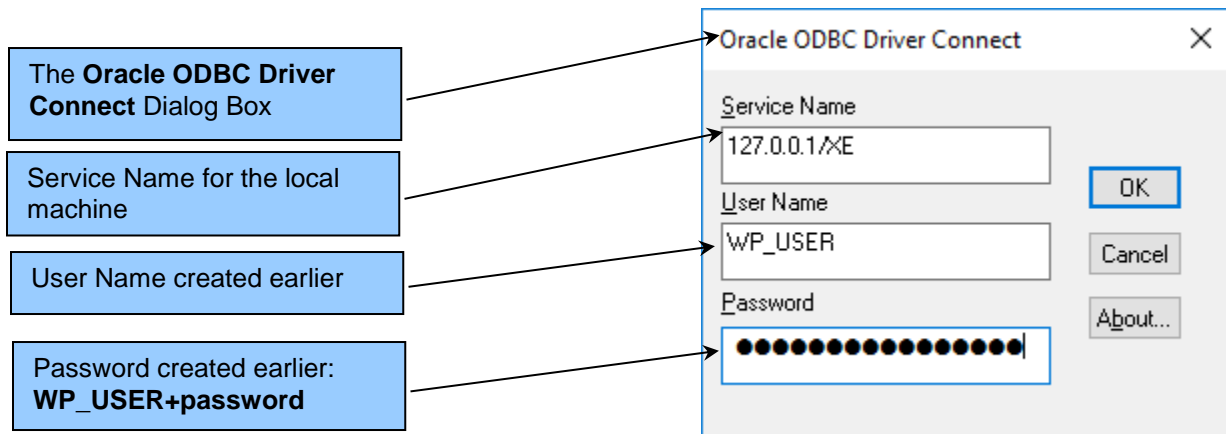 The Oracle ODBC Driver
Connect Dialog Box
Service Name for the local
machine
User Name created earlier
Password created earlier:
WP_USER+password
Oracle ODBC Driver Connect
Service Name
127.0.0.1/XE
User Name
WP_USER
Password
OK
Cancel
About...